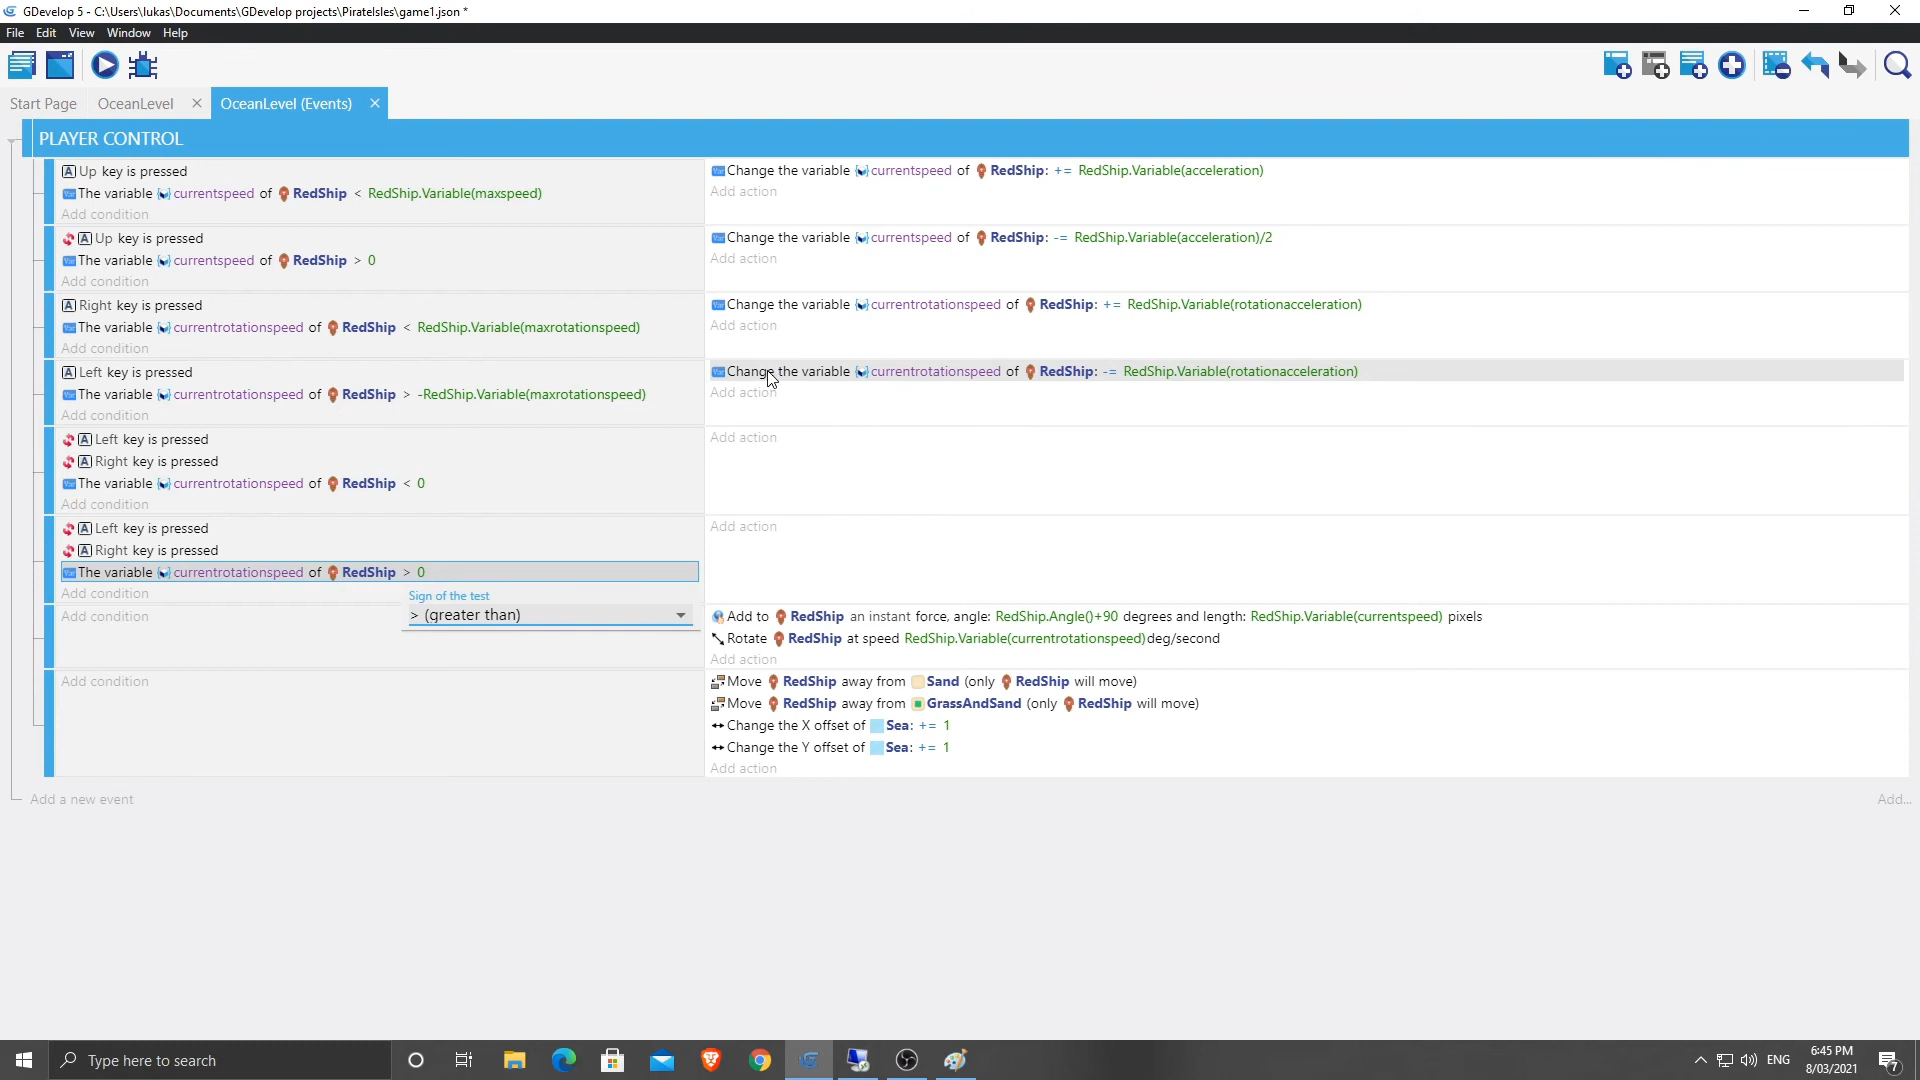 GDevelop 5 - C:\Users\lukas\Documents\GDevelop projects\PirateIsles\game1.json *
File Edit View Window Help
Start Page OceanLevel × OceanLevel (Events) ×
PLAYER CONTROL
Up key is pressed
The variable currentspeed of RedShip < RedShip.Variable(maxspeed)
Add condition
Change the variable currentspeed of RedShip: += RedShip.Variable(acceleration)
Add action
Up key is pressed
The variable currentspeed of RedShip > 0
Add condition
Change the variable currentspeed of RedShip: -= RedShip.Variable(acceleration)/2
Add action
Right key is pressed
The variable currentrotationspeed of RedShip < RedShip.Variable(maxrotationspeed)
Add condition
Change the variable currentrotationspeed of RedShip: += RedShip.Variable(rotationacceleration)
Add action
Left key is pressed
The variable currentrotationspeed of RedShip > -RedShip.Variable(maxrotationspeed)
Add condition
Change the variable currentrotationspeed of RedShip: -= RedShip.Variable(rotationacceleration)
Add action
Left key is pressed
Right key is pressed
The variable currentrotationspeed of RedShip < 0
Add condition
Add action
Left key is pressed
Right key is pressed
The variable currentrotationspeed of RedShip > 0
Add condition
Add action
Sign of the test
> (greater than)
Add condition
Add to RedShip an instant force, angle: RedShip.Angle()+90 degrees and length: RedShip.Variable(currentspeed) pixels
Rotate RedShip at speed RedShip.Variable(currentrotationspeed)deg/second
Add action
Add condition
Move RedShip away from Sand (only RedShip will move)
Move RedShip away from GrassAndSand (only RedShip will move)
Change the X offset of Sea: += 1
Change the Y offset of Sea: += 1
Add action
Add a new event Add...
Type here to search
ENG
6:45 PM
8/03/2021
7